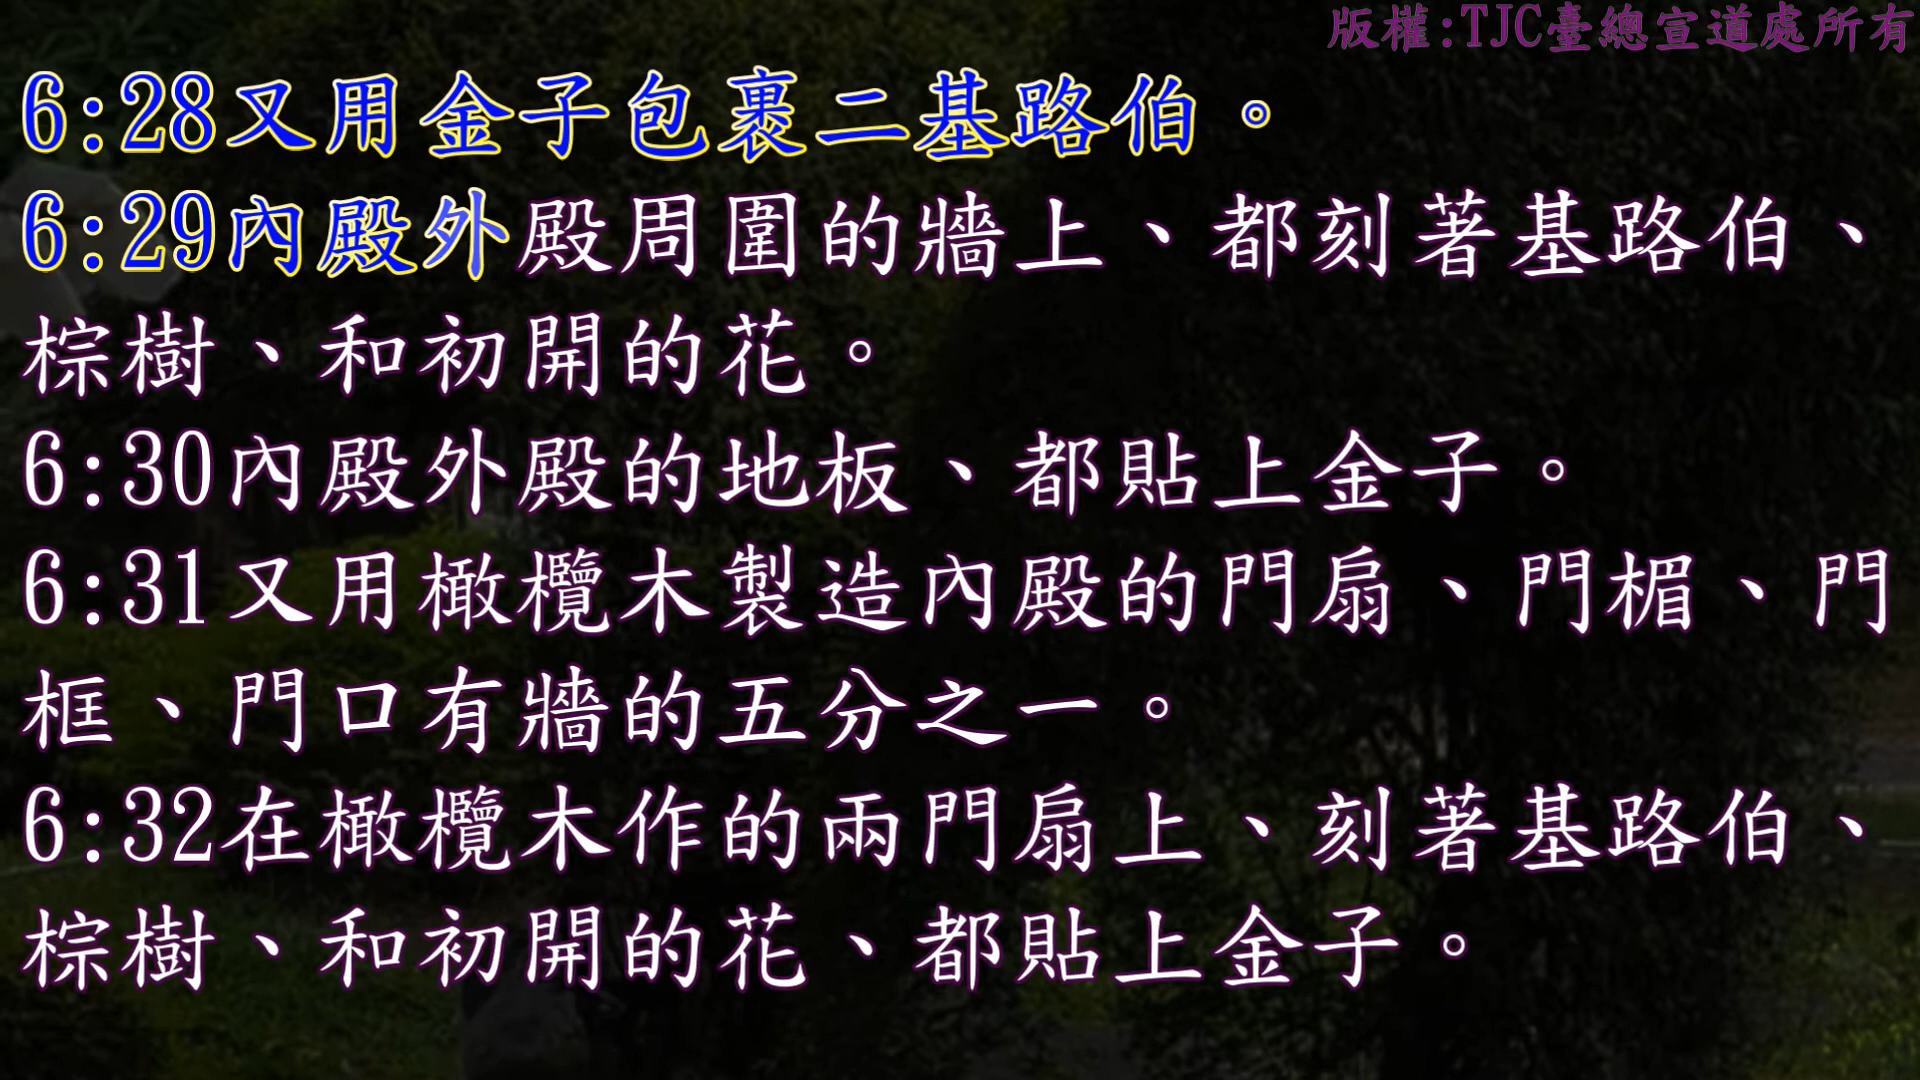 版權:TJC臺總宣道處所有
6:28又用金子包裹二基路伯。
6:29內殿外殿周圍的牆上、都刻著基路伯、
棕樹、和初開的花。
6:30內殿外殿的地板、都貼上金子。
6:31又用橄欖木製造內殿的門扇、門楣、門
框、門口有牆的五分之一。
6:32在橄欖木作的兩門扇上、刻著基路伯、
棕樹、和初開的花、都貼上金子。